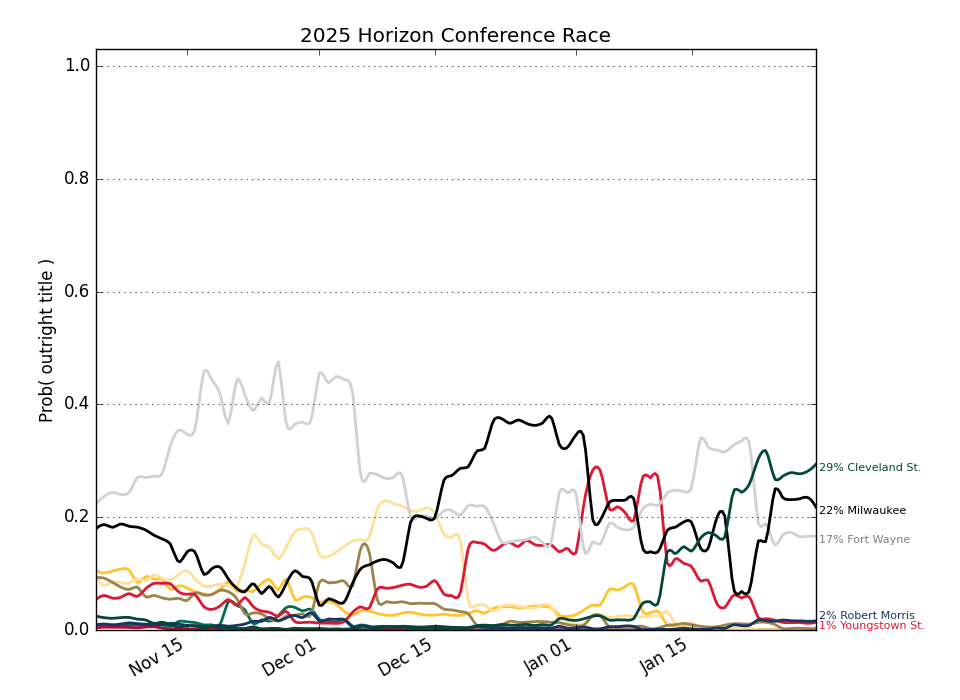 2025 Horizon Conference Race
1.0
0.8
0.6
0.4
0.2
0.0
Prob( outright title )
29% Cleveland St.
22% Milwaukee
17% Fort Wayne
2% Robert Morris
1% Youngstown St.
Nov 15
Dec 01
Dec 15
Jan 01
Jan 15